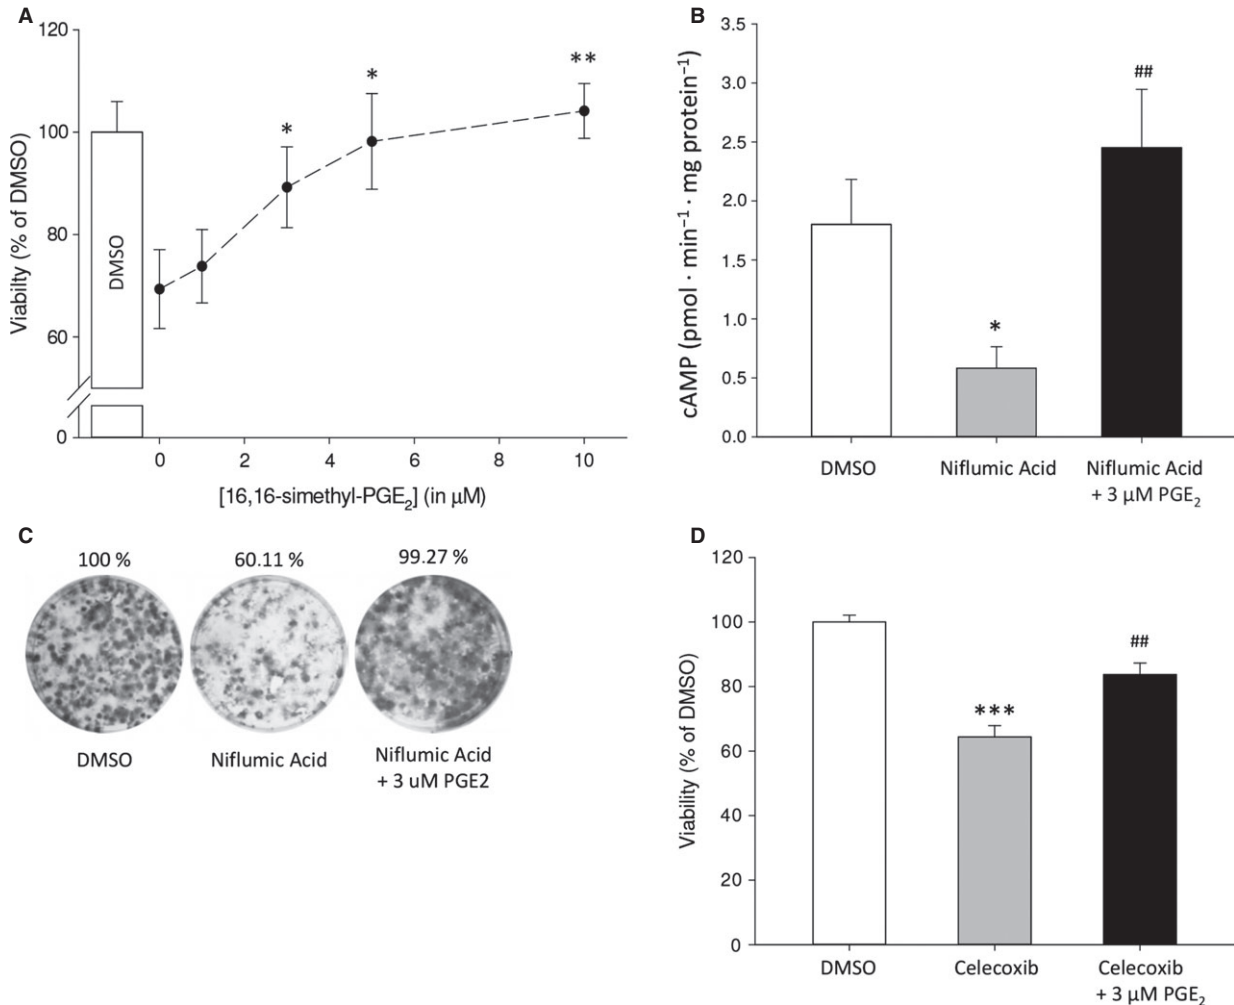 A
120
100
80
60
0
Viabilty (% of DMSO)
DMSO
*
*
**
0 2 4 6 8 10
[16,16-simethyl-PGE₂] (in μM)
B
3.5
3.0
2.5
2.0
1.5
1.0
0.5
0.0
cAMP (pmol · min⁻¹ · mg protein⁻¹)
*
##
DMSO Niflumic Acid Niflumic Acid
+ 3 μM PGE₂
C
100 % 60.11 % 99.27 %
DMSO Niflumic Acid Niflumic Acid
+ 3 uM PGE2
D
120
100
80
60
40
20
0
Viability (% of DMSO)
***
##
DMSO Celecoxib Celecoxib
+ 3 μM PGE₂